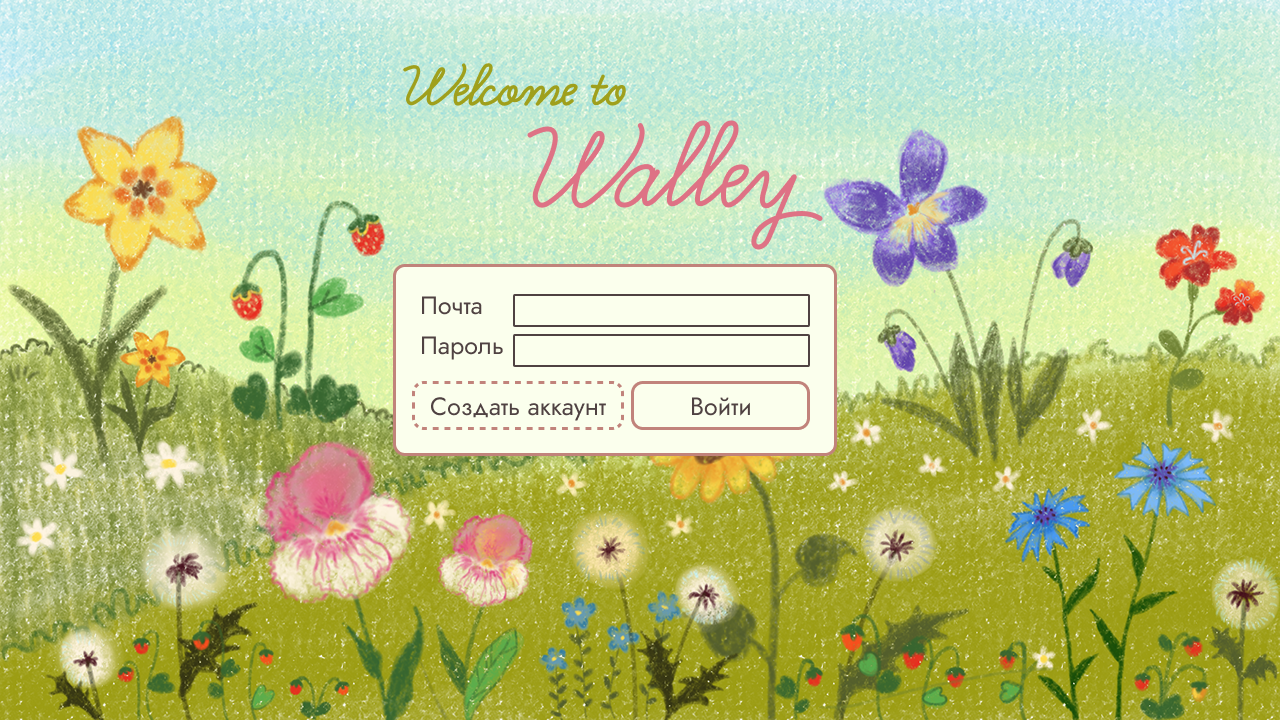 Welcome to
Walley
Почта
Пароль
Создать аккаунт
Войти